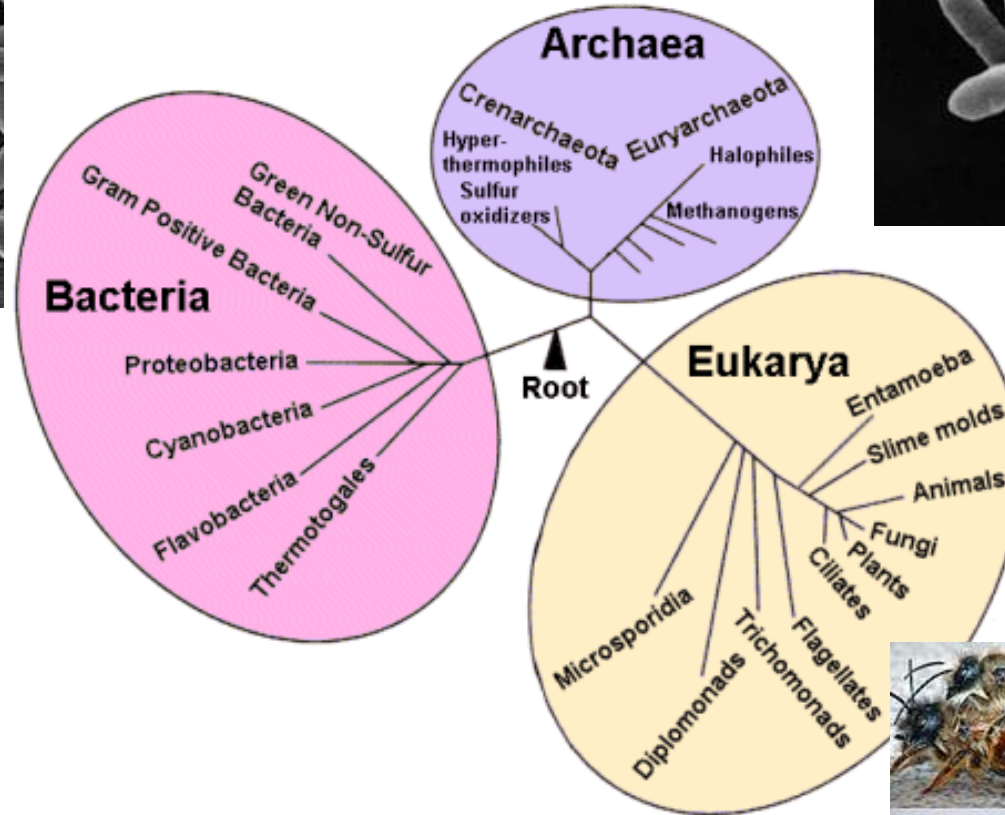 Archaea
Crenarchaeota
Euryarchaeota
Hyper-
thermophiles
Sulfur
oxidizers
Halophiles
Methanogens
Bacteria
Green Non-Sulfur
Bacteria
Gram Positive Bacteria
Proteobacteria
Cyanobacteria
Flavobacteria
Thermotogales
Root
Eukarya
Entamoeba
Slime molds
Animals
Fungi
Plants
Ciliates
Flagellates
Trichomonads
Diplomonads
Microsporidia